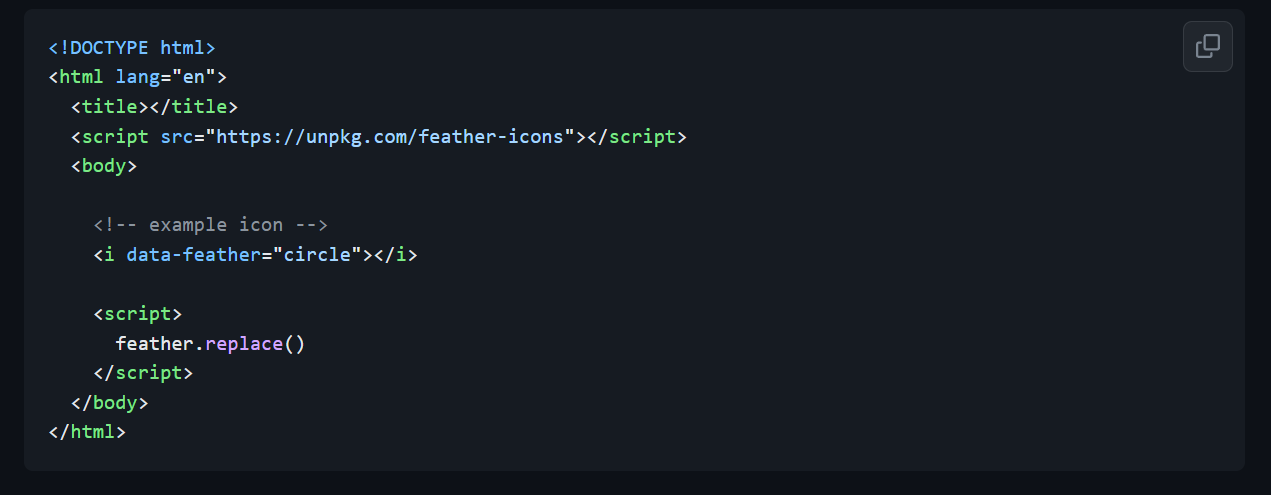 <!DOCTYPE html>
<html lang="en">
  <title></title>
  <script src="https://unpkg.com/feather-icons"></script>
  <body>

    <!-- example icon -->
    <i data-feather="circle"></i>

    <script>
      feather.replace()
    </script>
  </body>
</html>